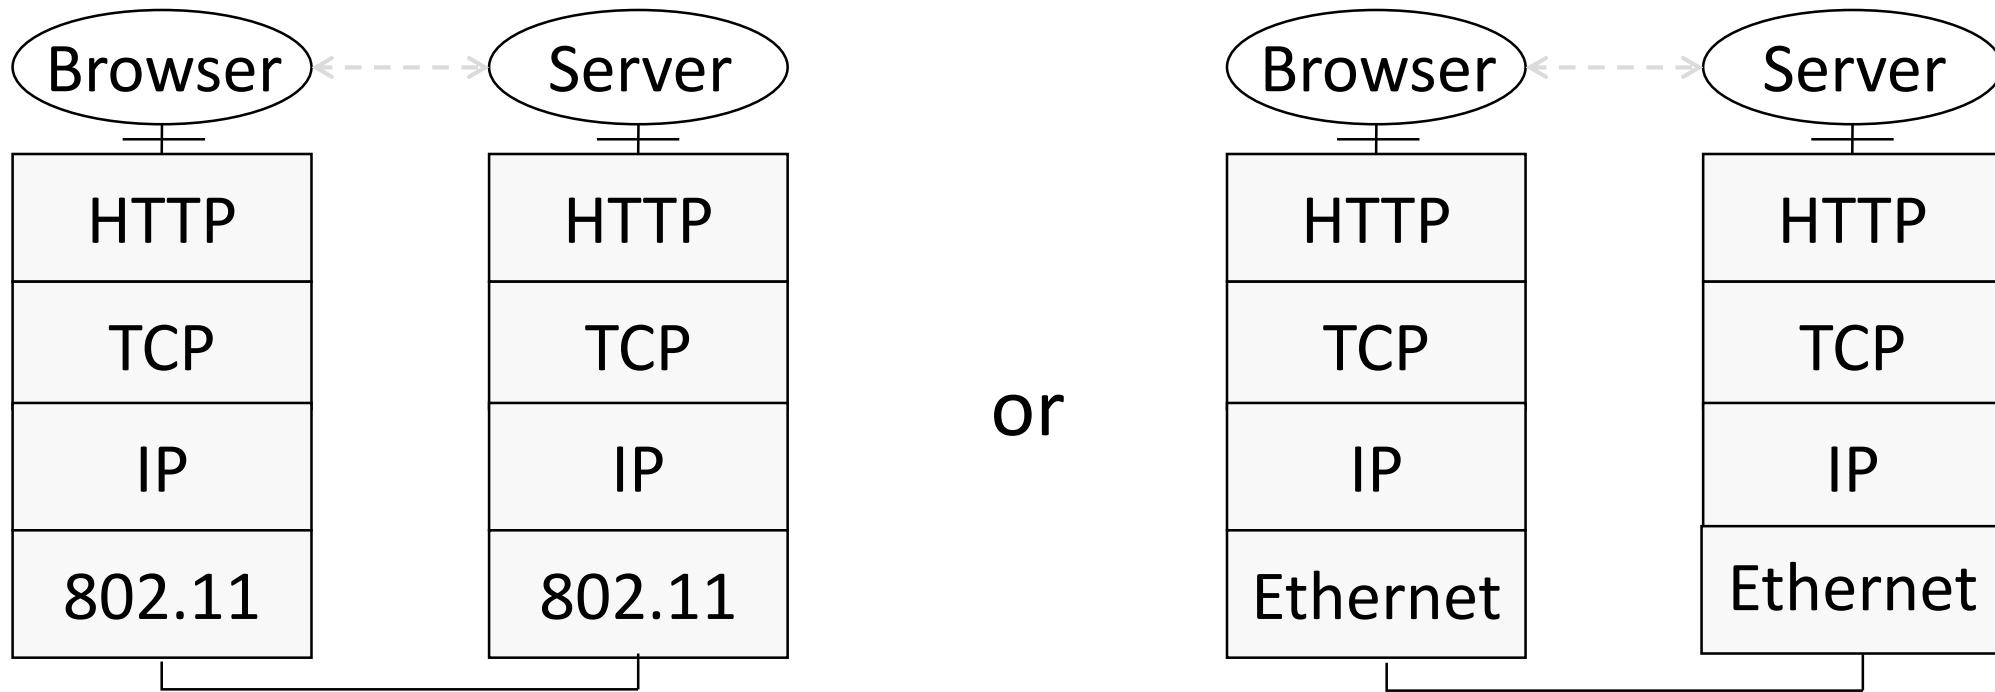 Browser
Server
HTTP
HTTP
TCP
TCP
IP
IP
802.11
802.11
or
Browser
Server
HTTP
HTTP
TCP
TCP
IP
IP
Ethernet
Ethernet